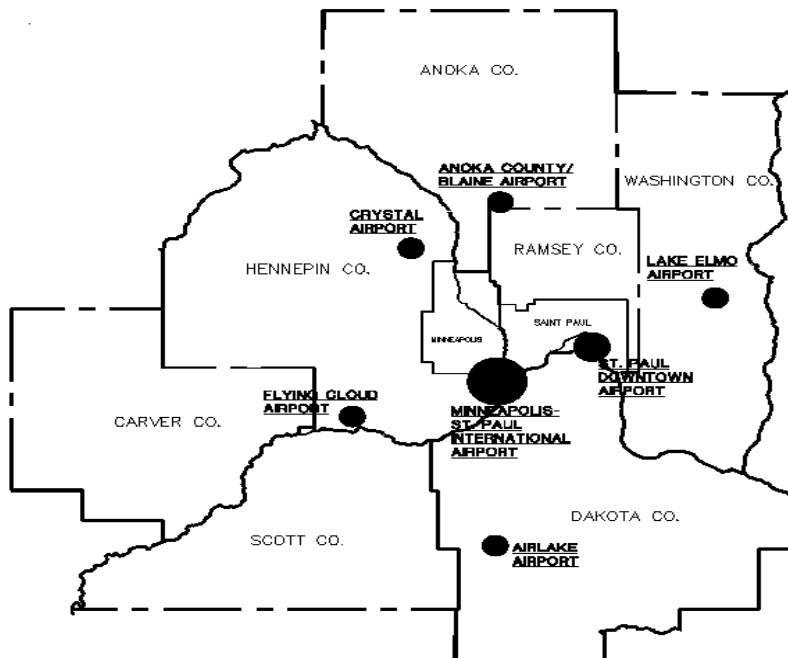 ANOKA CO.
ANOKA COUNTY/
BLAINE AIRPORT
WASHINGTON CO.
CRYSTAL
AIRPORT
RAMSEY CO.
HENNEPIN CO.
LAKE ELMO
AIRPORT
MINNEAPOLIS
SAINT PAUL
ST. PAUL
DOWNTOWN
AIRPORT
FLYING CLOUD
AIRPORT
CARVER CO.
MINNEAPOLIS-
ST. PAUL
INTERNATIONAL
AIRPORT
DAKOTA CO.
SCOTT CO.
AIRLAKE
AIRPORT